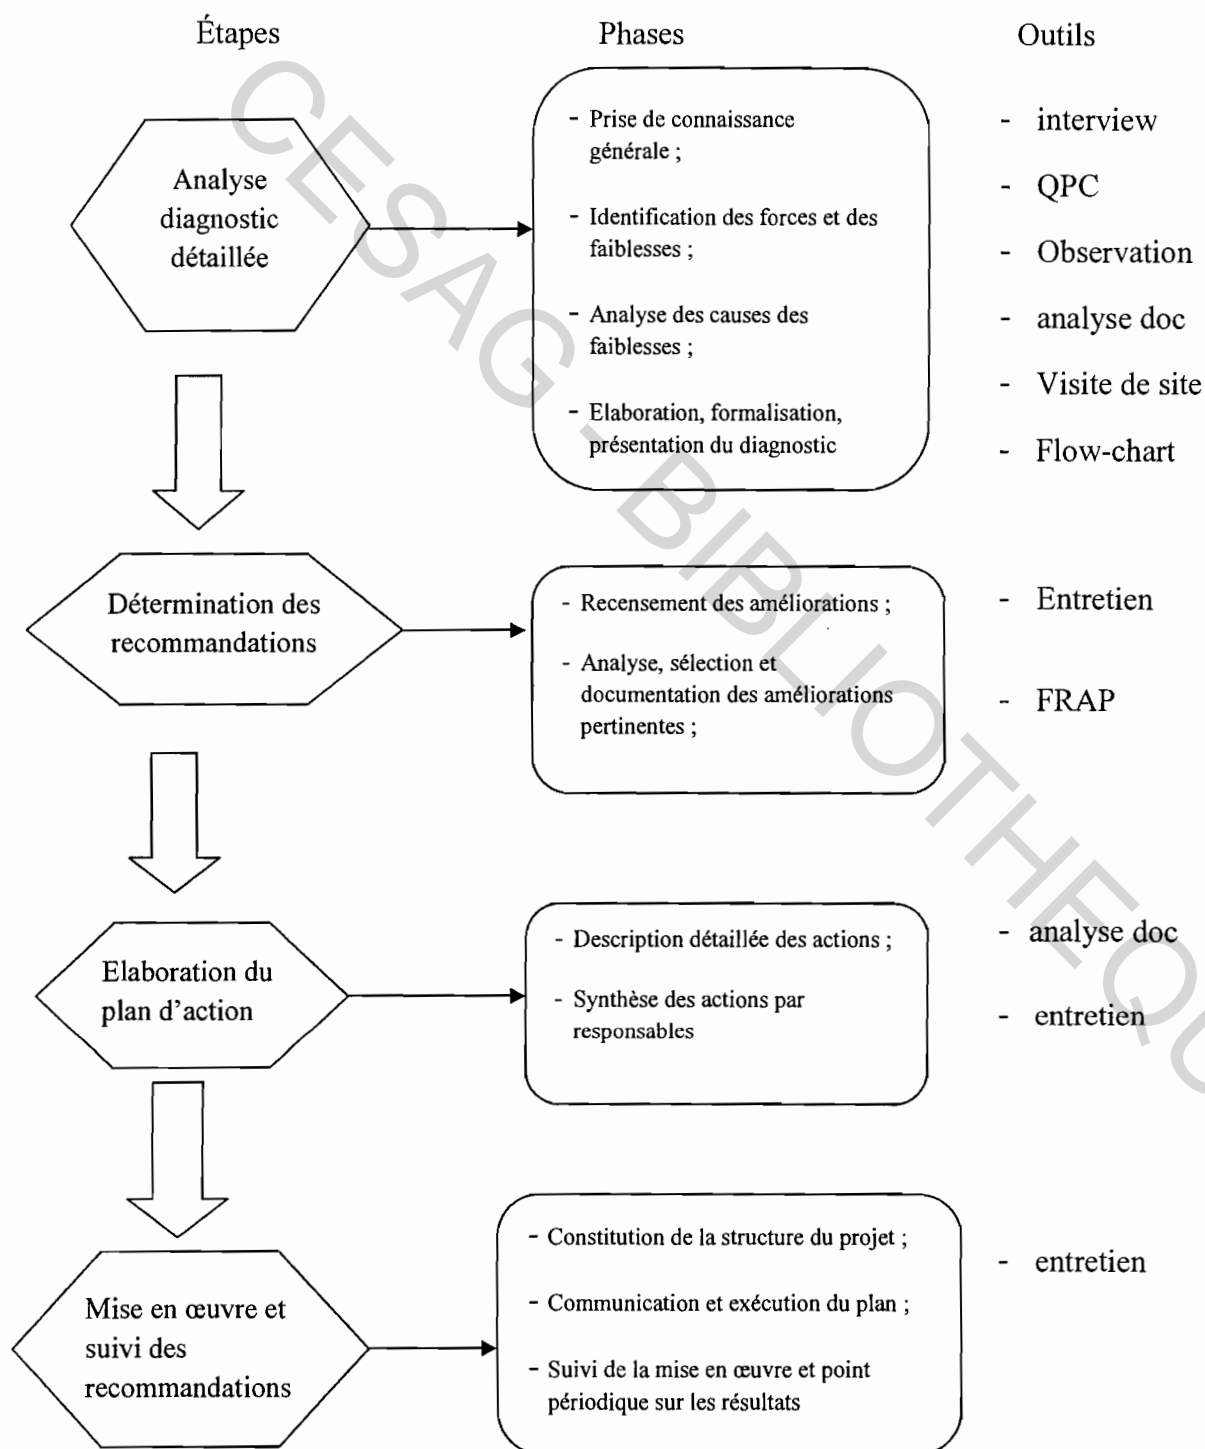 Étapes
Phases
Outils
Analyse
diagnostic
détaillée
- Prise de connaissance
générale ;
- Identification des forces et des
faiblesses ;
- Analyse des causes des
faiblesses ;
- Elaboration, formalisation,
présentation du diagnostic
- interview
- QPC
- Observation
- analyse doc
- Visite de site
- Flow-chart
Détermination des
recommandations
- Recensement des améliorations ;
- Analyse, sélection et
documentation des améliorations
pertinentes ;
- Entretien
- FRAP
Elaboration du
plan d'action
- Description détaillée des actions ;
- Synthèse des actions par
responsables
- analyse doc
- entretien
Mise en œuvre et
suivi des
recommandations
- Constitution de la structure du projet ;
- Communication et exécution du plan ;
- Suivi de la mise en œuvre et point
périodique sur les résultats
- entretien
CESAG - BIBLIOTHEQU